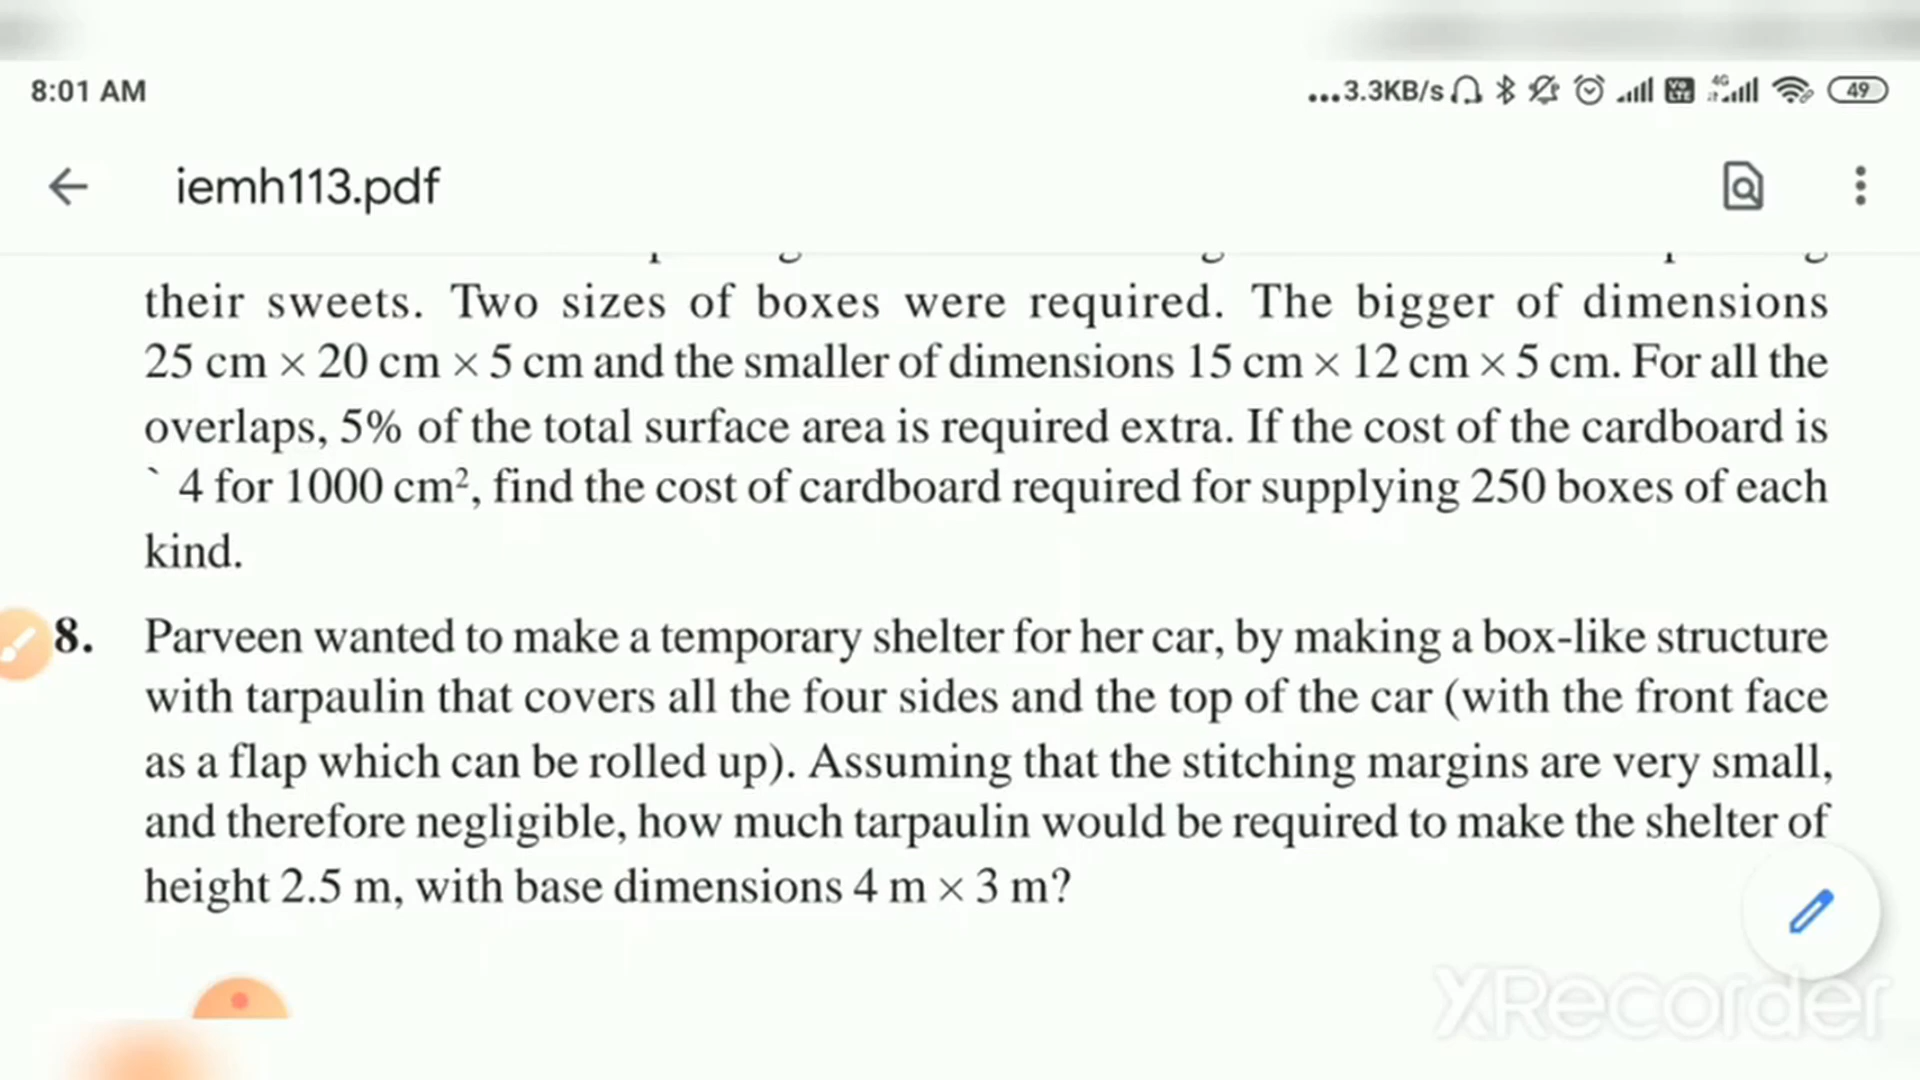 8:01 AM
...3.3KB/s 4G VoLTE 49
iemh113.pdf
their sweets. Two sizes of boxes were required. The bigger of dimensions
25 cm × 20 cm × 5 cm and the smaller of dimensions 15 cm × 12 cm × 5 cm. For all the
overlaps, 5% of the total surface area is required extra. If the cost of the cardboard is
` 4 for 1000 cm², find the cost of cardboard required for supplying 250 boxes of each
kind.
8. Parveen wanted to make a temporary shelter for her car, by making a box-like structure
with tarpaulin that covers all the four sides and the top of the car (with the front face
as a flap which can be rolled up). Assuming that the stitching margins are very small,
and therefore negligible, how much tarpaulin would be required to make the shelter of
height 2.5 m, with base dimensions 4 m × 3 m?
XRecorder